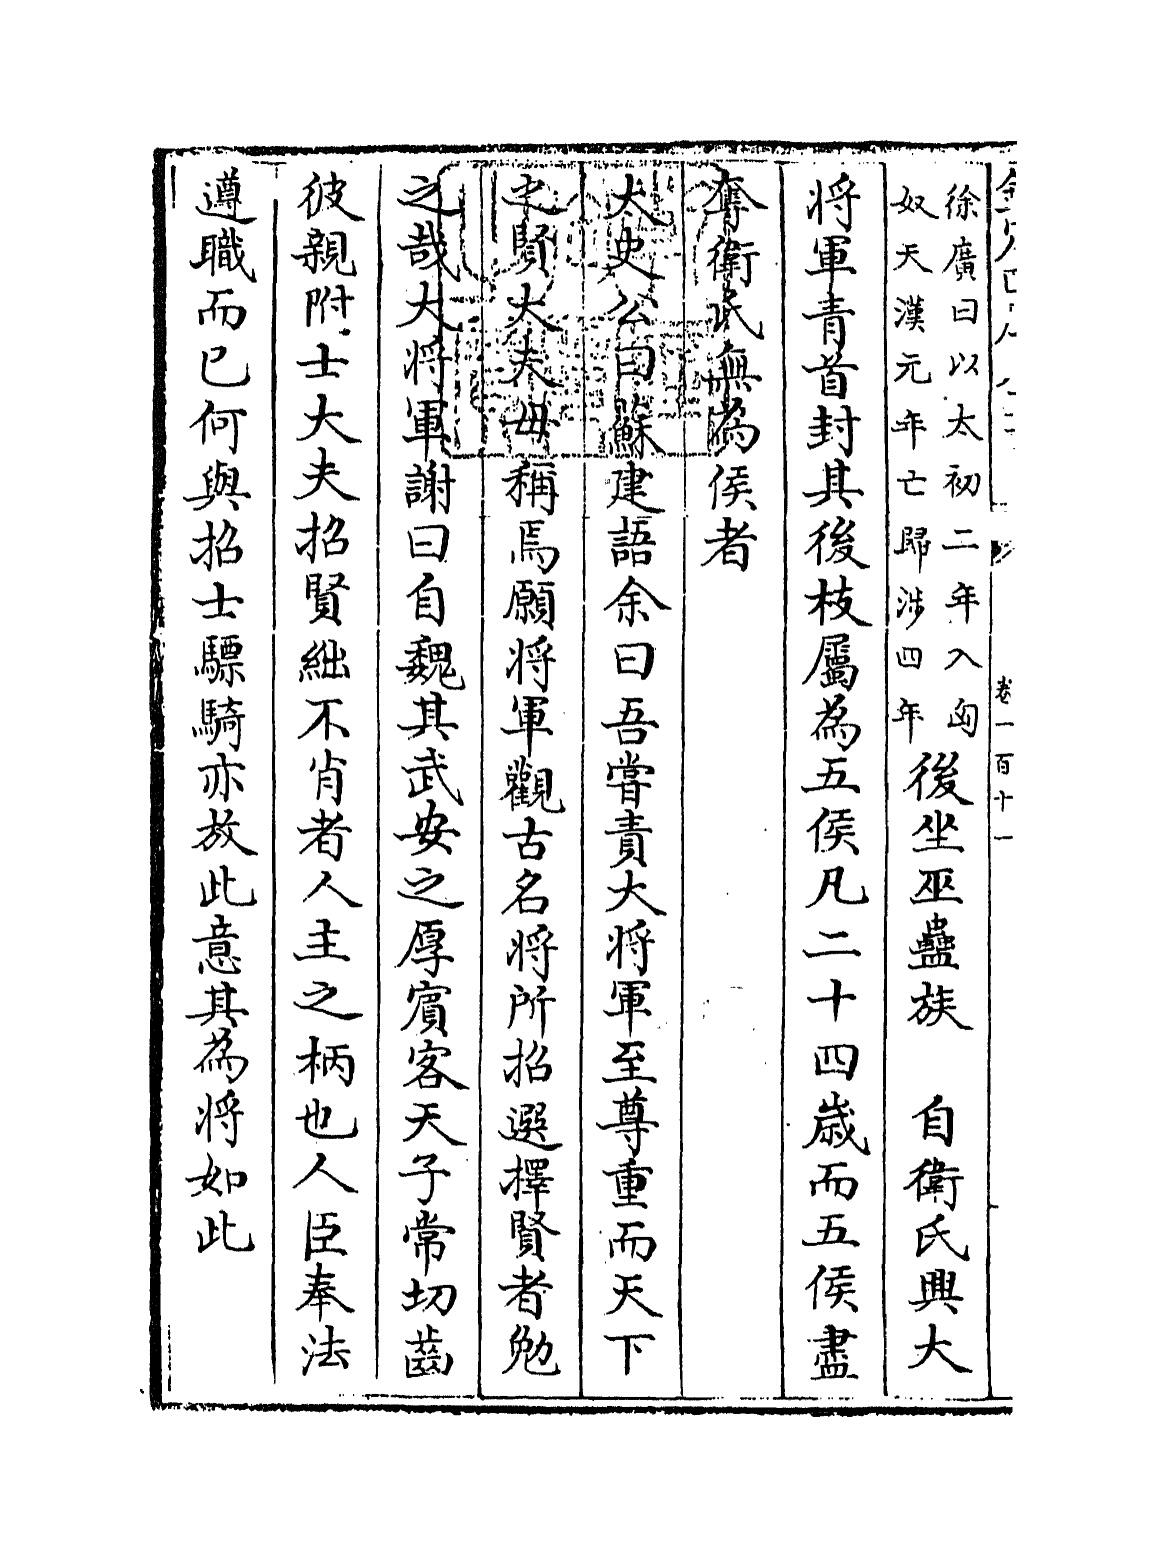 卷一百十一
徐廣曰以太初二年入匈
奴天漢元年亡歸涉四年
後坐巫蠱族　自衛氏興大
將軍青首封其後枝屬為五侯凡二十四歲而五侯盡
奪衛氏無為侯者
太史公曰蘇建語余曰吾嘗責大將軍至尊重而天下
之賢大夫毋稱焉願將軍觀古名將所招選擇賢者勉
之哉大將軍謝曰自魏其武安之厚賓客天子常切齒
彼親附士大夫招賢絀不肖者人主之柄也人臣奉法
遵職而已何與招士驃騎亦放此意其為將如此